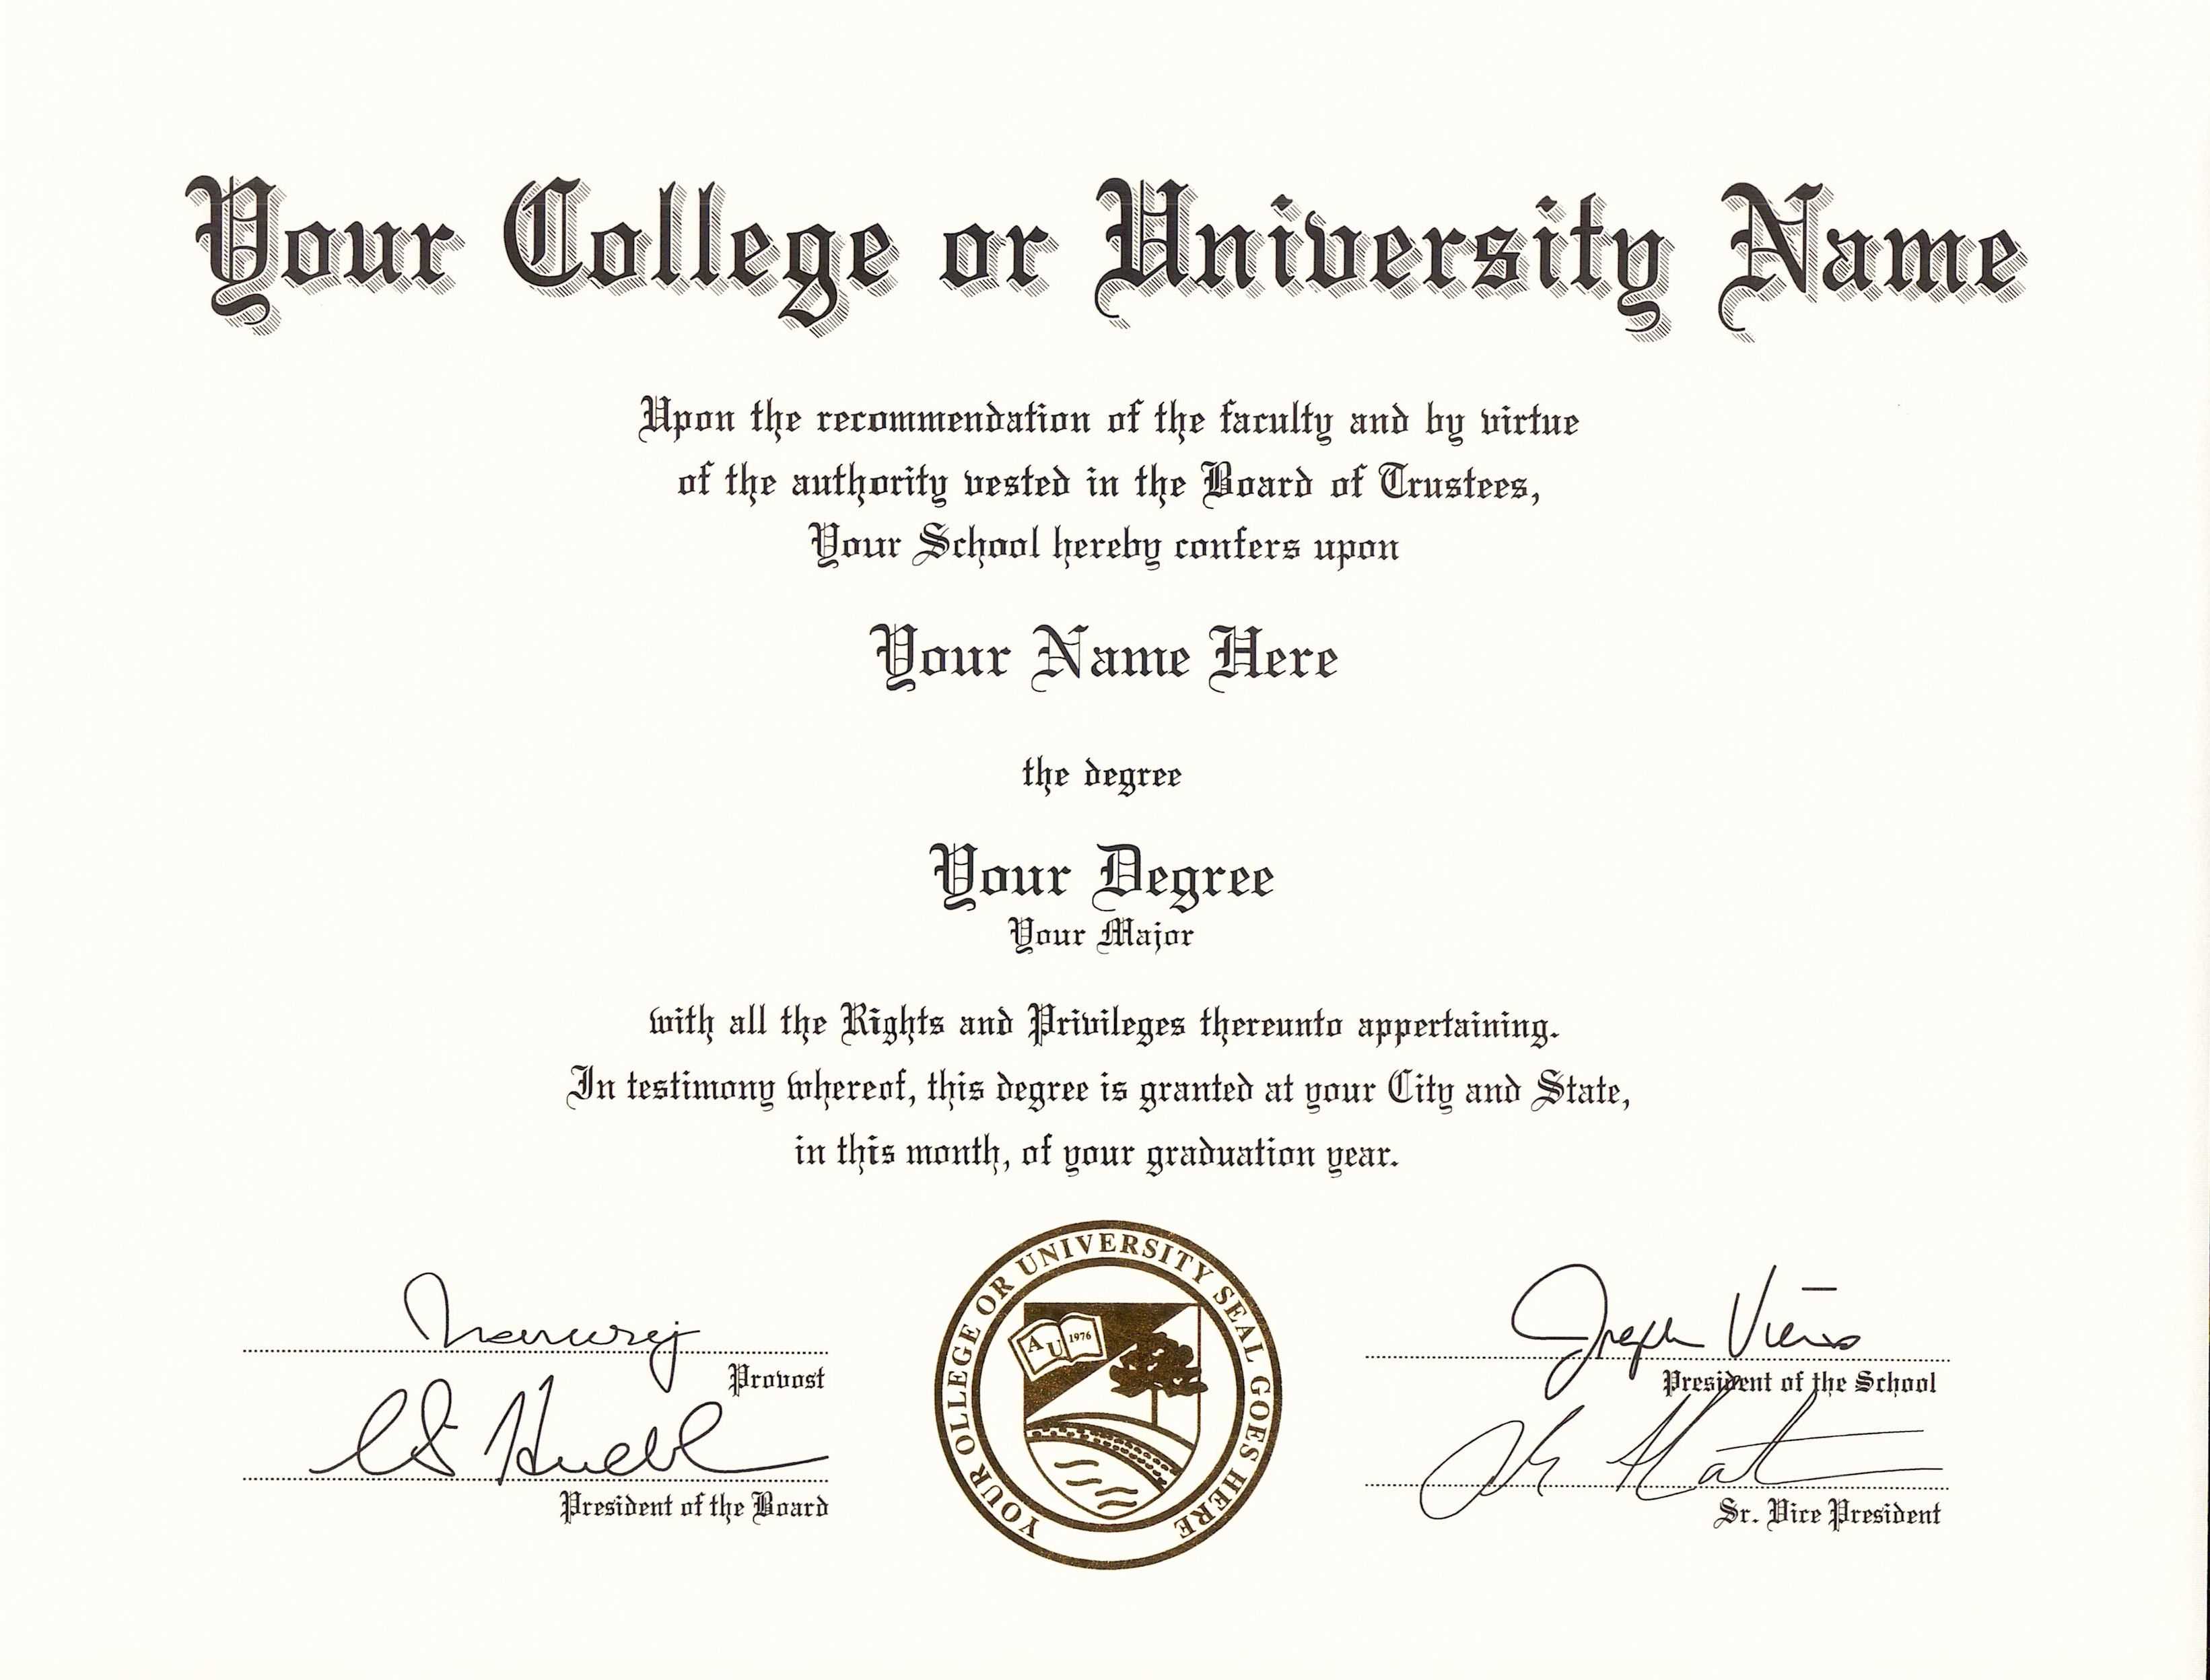 Your College or University Name
Upon the recommendation of the faculty and by virtue
of the authority vested in the Board of Trustees,
Your School hereby confers upon
Your Name Here
the degree
Your Degree
Your Major
with all the Rights and Privileges thereunto appertaining.
In testimony whereof, this degree is granted at your City and State,
in this month, of your graduation year.
Provost
President of the Board
YOUR OLLEGE OR UNIVERSITY SEAL GOES HERE
A U 1976
Joseph
President of the School
Sr. Vice President